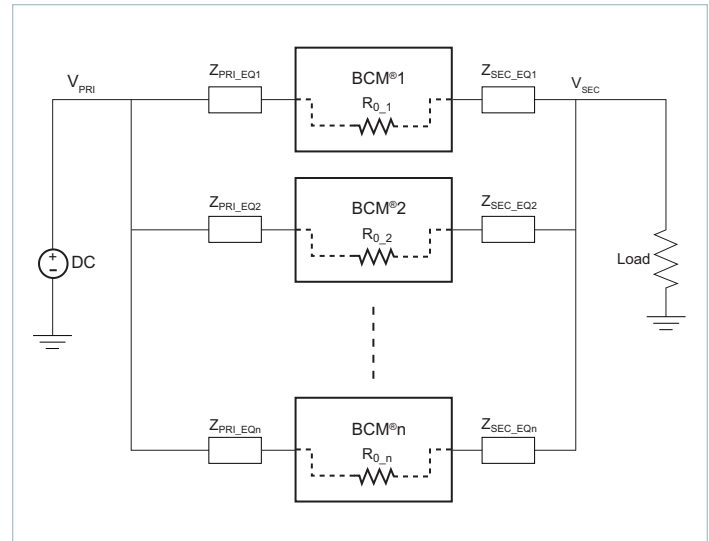 V_PRI
Z_PRI_EQ1
BCM®1
R_0_1
Z_SEC_EQ1
V_SEC
Z_PRI_EQ2
BCM®2
R_0_2
Z_SEC_EQ2
+
–
DC
Load
Z_PRI_EQn
BCM®n
R_0_n
Z_SEC_EQn